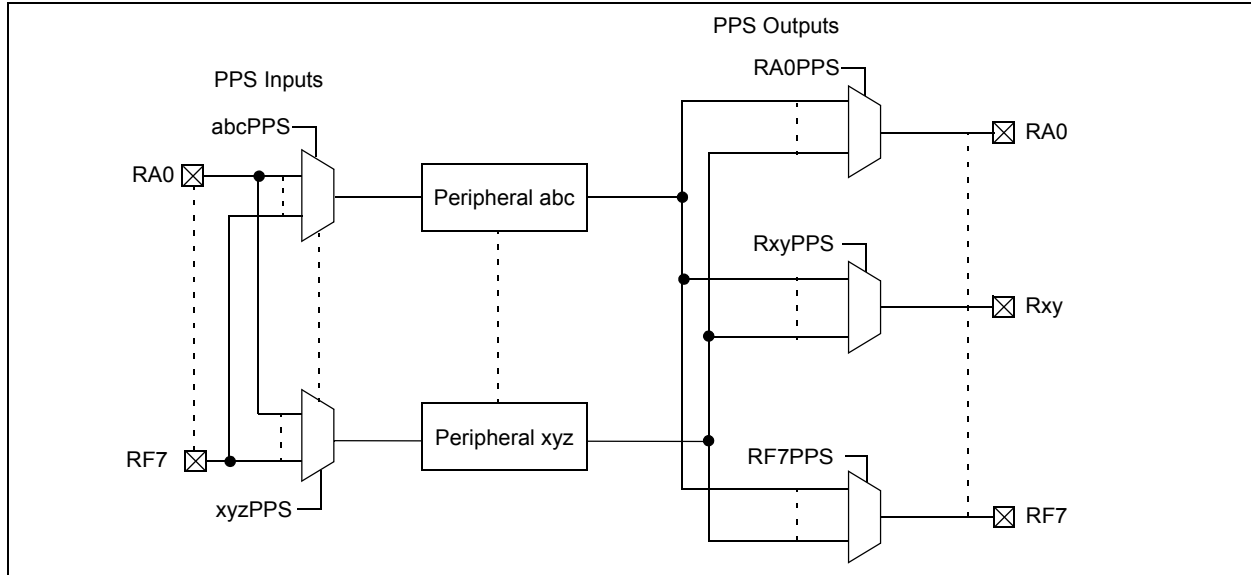 PPS Outputs
RA0PPS
PPS Inputs
abcPPS
RA0
RA0
Peripheral abc
RxyPPS
Rxy
Peripheral xyz
RF7
RF7PPS
xyzPPS
RF7